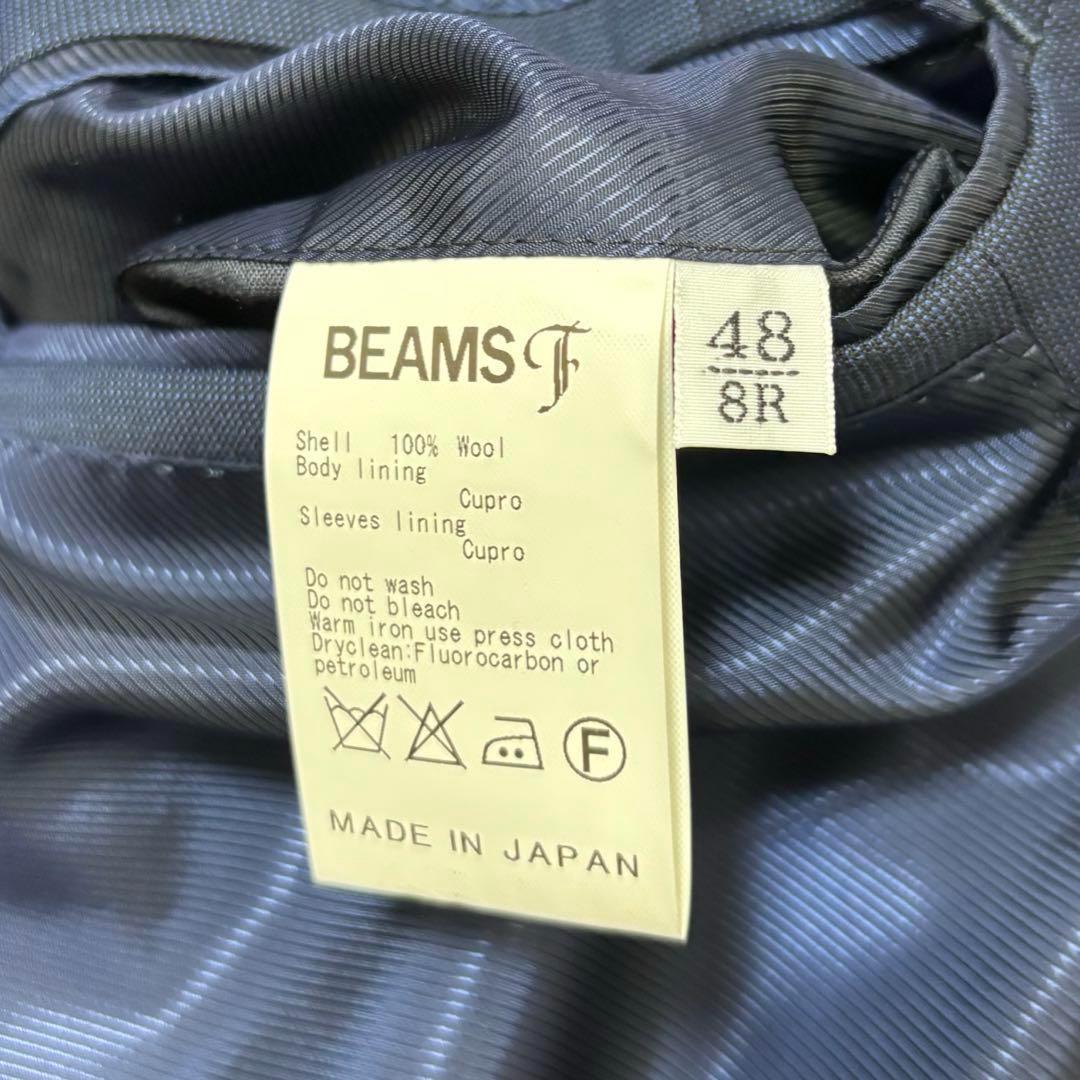 BEAMS F
48
8R
Shell 100% Wool
Body lining
Cupro
Sleeves lining
Cupro
Do not wash
Do not bleach
Warm iron use press cloth
Dryclean:Fluorocarbon or
petroleum
F
MADE IN JAPAN